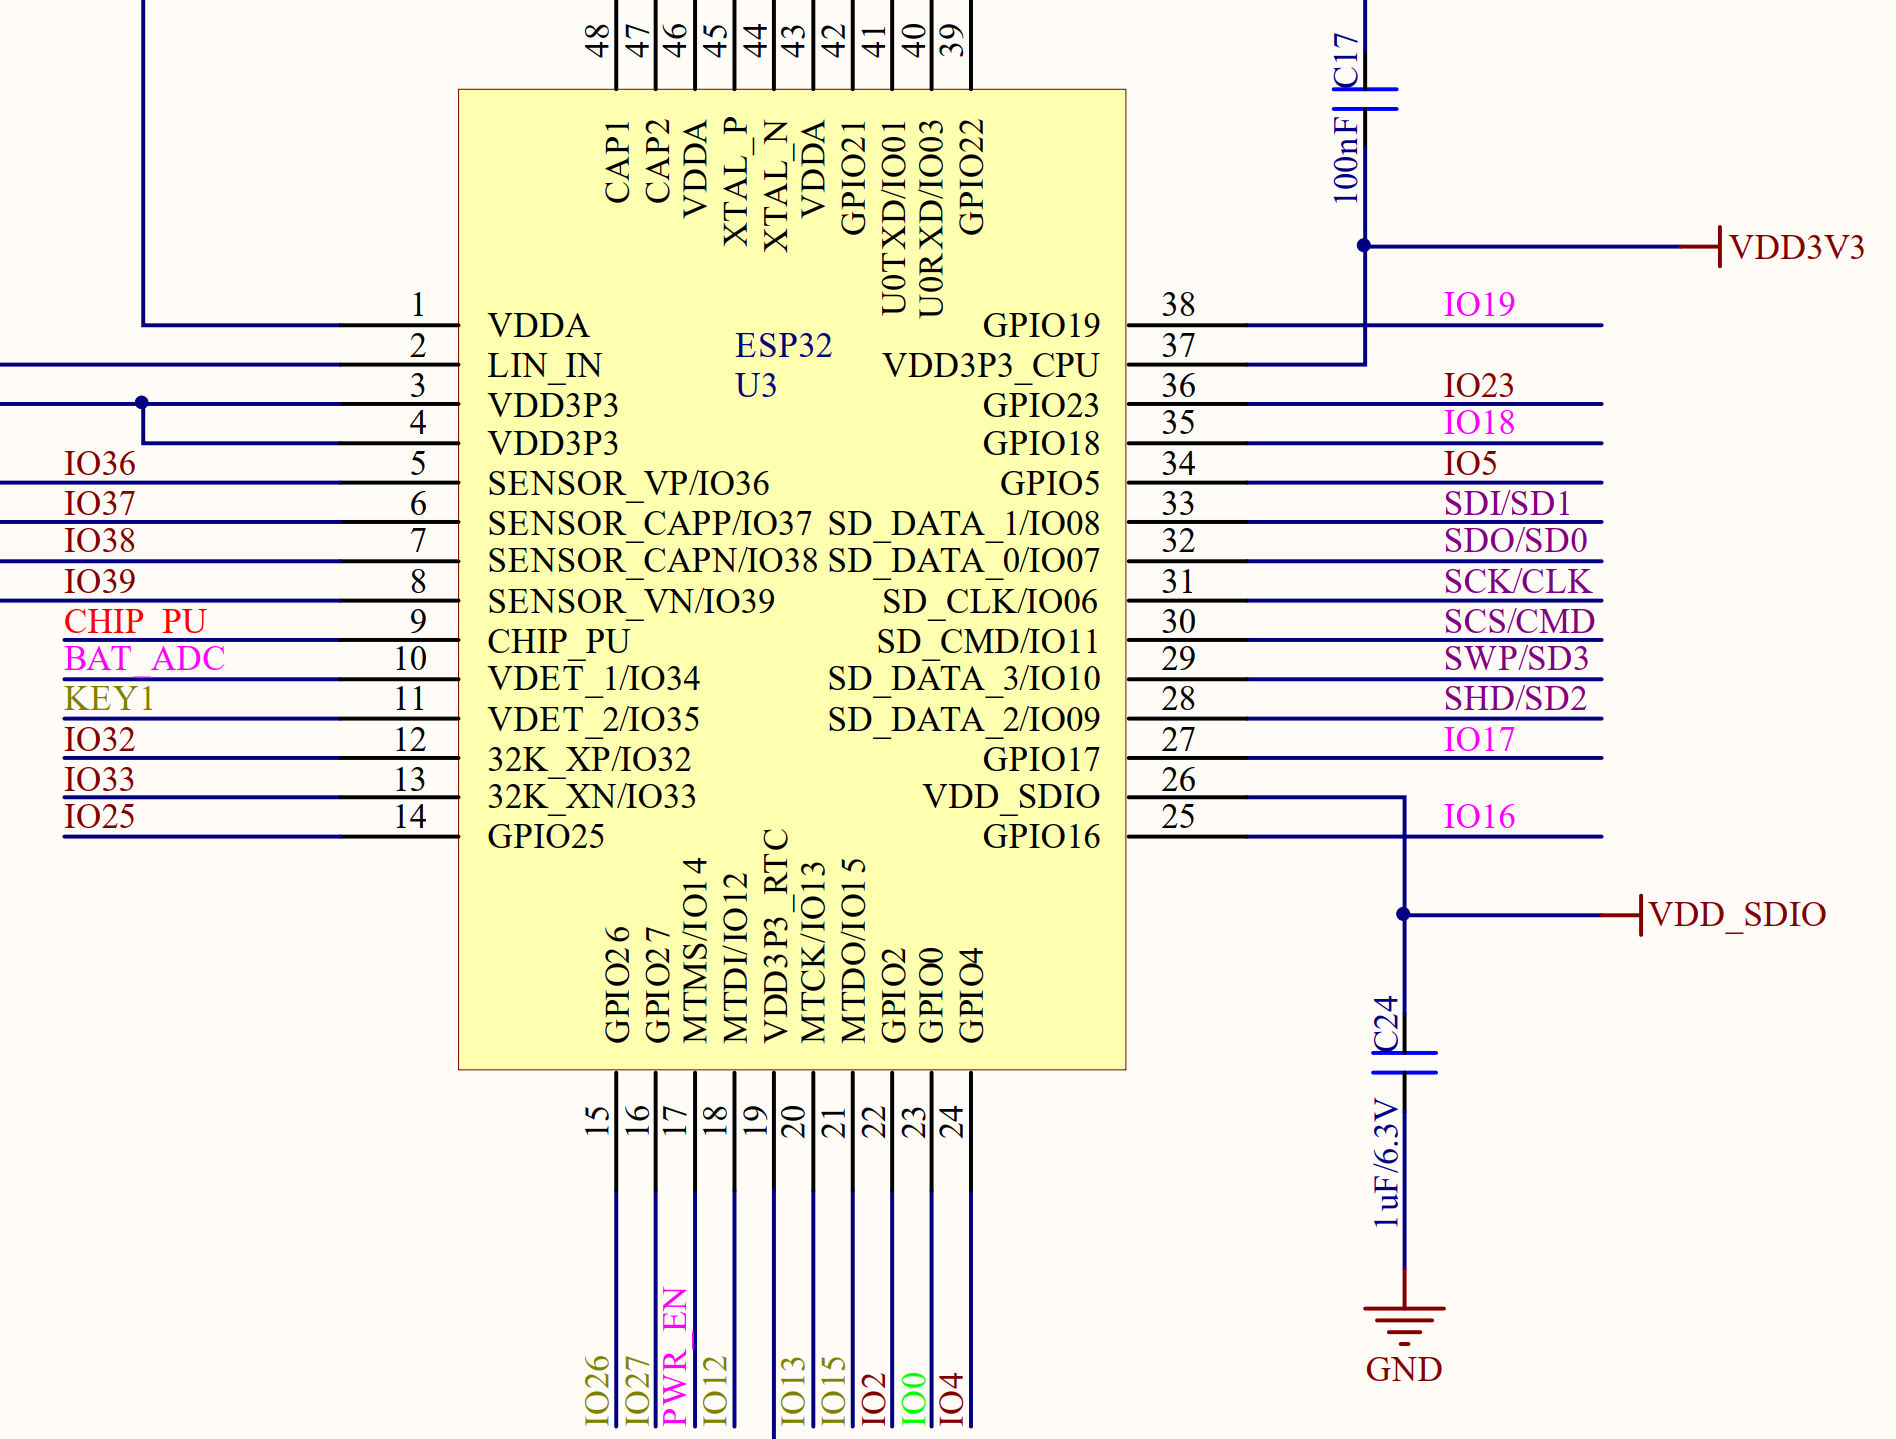 48
47
46
45
44
43
42
41
40
39
C17
100nF
CAP1
CAP2
VDDA
XTAL_P
XTAL_N
VDDA
GPIO21
U0TXD/IO01
U0RXD/IO03
GPIO22
VDD3V3
ESP32
U3
1 VDDA
2 LIN_IN
3 VDD3P3
4 VDD3P3
IO36 5 SENSOR_VP/IO36
IO37 6 SENSOR_CAPP/IO37
IO38 7 SENSOR_CAPN/IO38
IO39 8 SENSOR_VN/IO39
CHIP_PU 9 CHIP_PU
BAT_ADC 10 VDET_1/IO34
KEY1 11 VDET_2/IO35
IO32 12 32K_XP/IO32
IO33 13 32K_XN/IO33
IO25 14 GPIO25
GPIO19 38 IO19
VDD3P3_CPU 37
GPIO23 36 IO23
GPIO18 35 IO18
GPIO5 34 IO5
SD_DATA_1/IO08 33 SDI/SD1
SD_DATA_0/IO07 32 SDO/SD0
SD_CLK/IO06 31 SCK/CLK
SD_CMD/IO11 30 SCS/CMD
SD_DATA_3/IO10 29 SWP/SD3
SD_DATA_2/IO09 28 SHD/SD2
GPIO17 27 IO17
VDD_SDIO 26
GPIO16 25 IO16
VDD_SDIO
C24
1uF/6.3V
GND
GPIO26
GPIO27
MTMS/IO14
MTDI/IO12
VDD3P3_RTC
MTCK/IO13
MTDO/IO15
GPIO2
GPIO0
GPIO4
15
16
17
18
19
20
21
22
23
24
IO26
IO27
PWR_EN
IO12
IO13
IO15
IO2
IO0
IO4